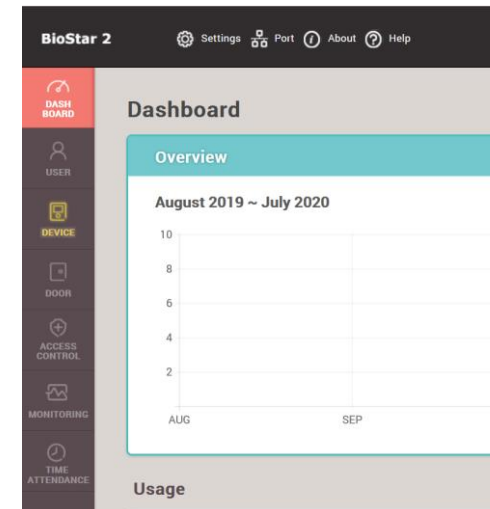 BioStar 2
Settings Port About Help
DASH
BOARD
USER
DEVICE
DOOR
ACCESS
CONTROL
MONITORING
TIME
ATTENDANCE
Dashboard
Overview
August 2019 ~ July 2020
10
8
6
4
2
AUG SEP
Usage